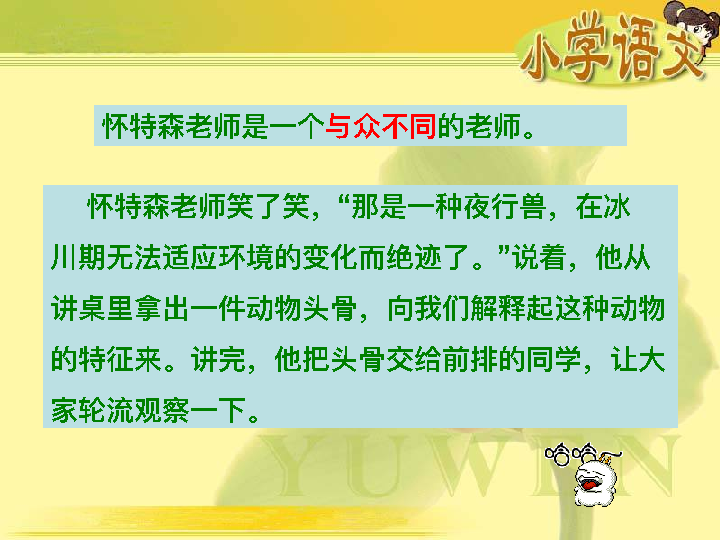 小学语文
怀特森老师是一个与众不同的老师。
怀特森老师笑了笑，“那是一种夜行兽，在冰
川期无法适应环境的变化而绝迹了。”说着，他从
讲桌里拿出一件动物头骨，向我们解释起这种动物
的特征来。讲完，他把头骨交给前排的同学，让大
家轮流观察一下。
哈哈
YUWEN